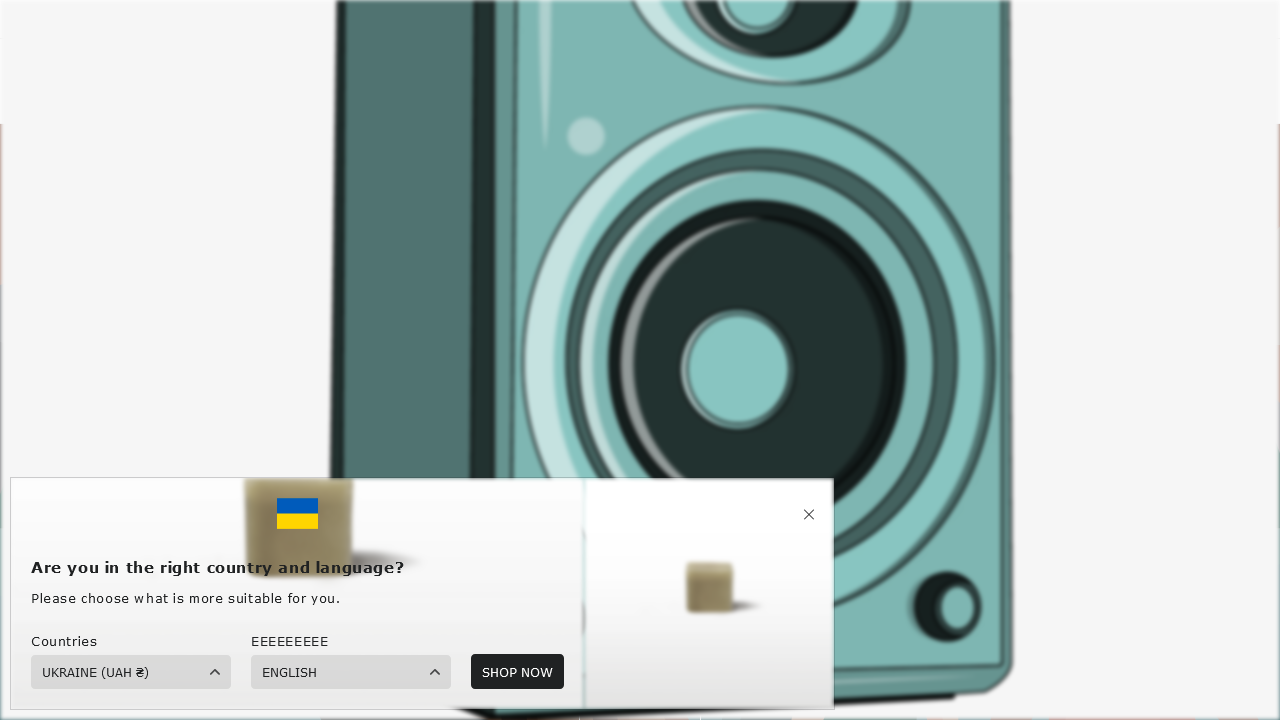 Are you in the right country and language?
Please choose what is more suitable for you.
Countries
EEEEEEEEE
UKRAINE (UAH ₴)
ENGLISH
SHOP NOW